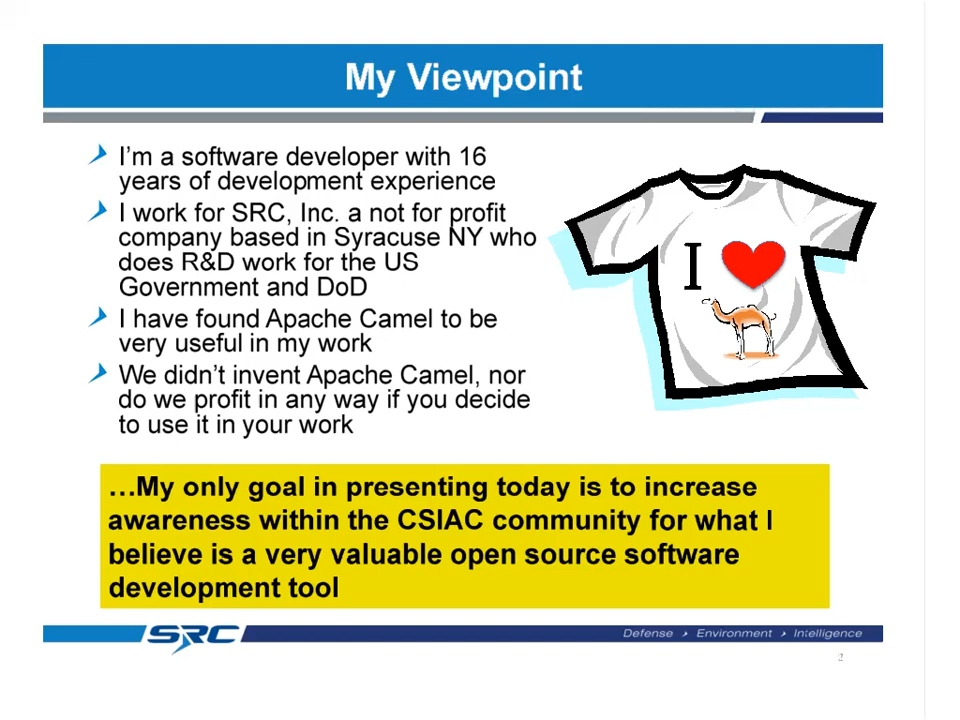 My Viewpoint
I'm a software developer with 16
years of development experience
I work for SRC, Inc. a not for profit
company based in Syracuse NY who
does R&D work for the US
Government and DoD
I have found Apache Camel to be
very useful in my work
We didn't invent Apache Camel, nor
do we profit in any way if you decide
to use it in your work
I
…My only goal in presenting today is to increase
awareness within the CSIAC community for what I
believe is a very valuable open source software
development tool
SRC
Defense Environment Intelligence
2